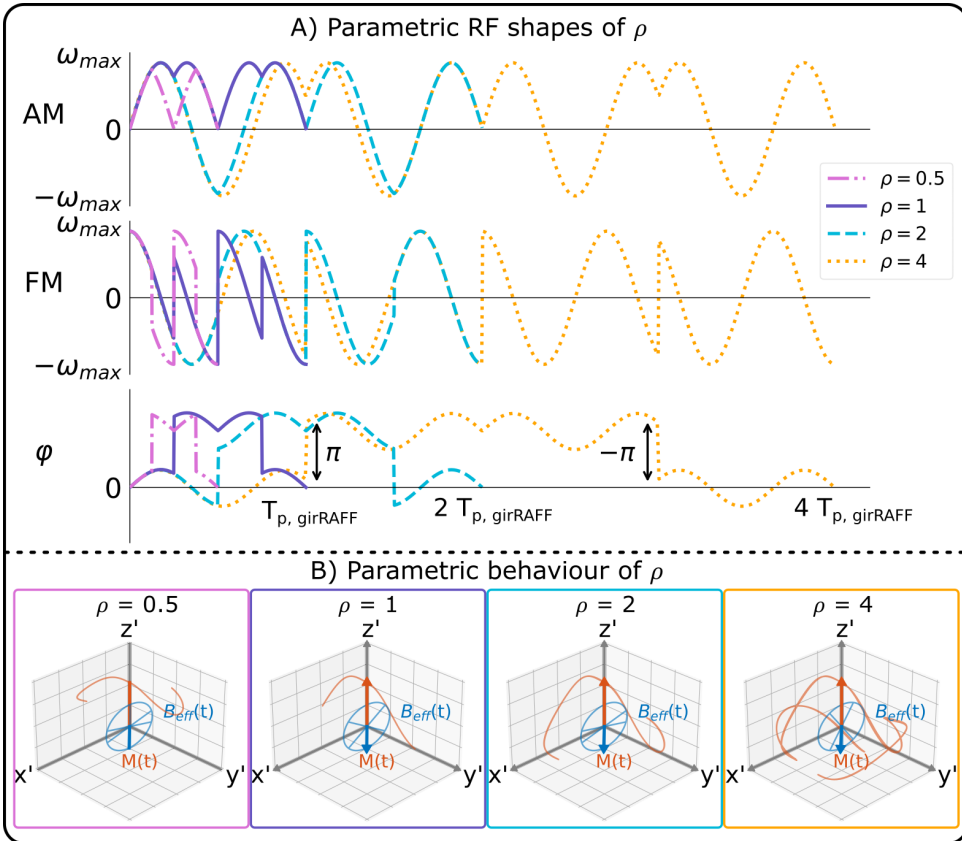 A) Parametric RF shapes of ρ
ω_max
AM
0
−ω_max
ω_max
FM
0
−ω_max
ρ = 0.5
ρ = 1
ρ = 2
ρ = 4
φ
π
−π
0
T_p, girRAFF
2 T_p, girRAFF
4 T_p, girRAFF
B) Parametric behaviour of ρ
ρ = 0.5
z'
B_eff(t)
M(t)
x'
y'
ρ = 1
z'
B_eff(t)
M(t)
x'
y'
ρ = 2
z'
B_eff(t)
M(t)
x'
y'
ρ = 4
z'
B_eff(t)
M(t)
x'
y'